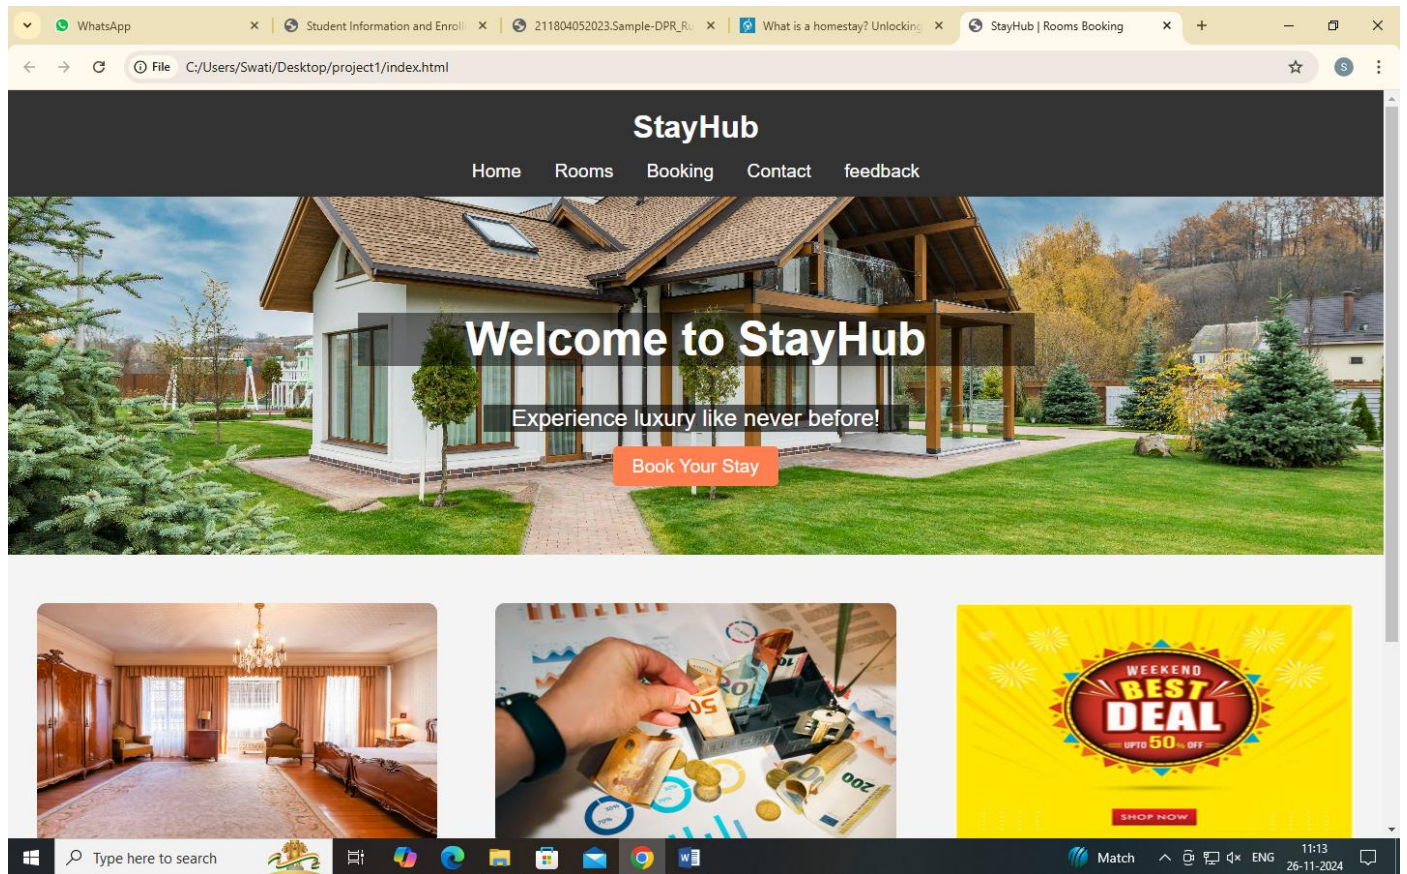 WhatsApp
Student Information and Enroll
211804052023.Sample-DPR_Ru
What is a homestay? Unlocking
StayHub | Rooms Booking
File C:/Users/Swati/Desktop/project1/index.html
S
StayHub
Home Rooms Booking Contact feedback
Welcome to StayHub
Experience luxury like never before!
Book Your Stay
50
200
WEEKEND
BEST
DEAL
UPTO 50% OFF
SHOP NOW
Type here to search
Match
ENG
11:13
26-11-2024